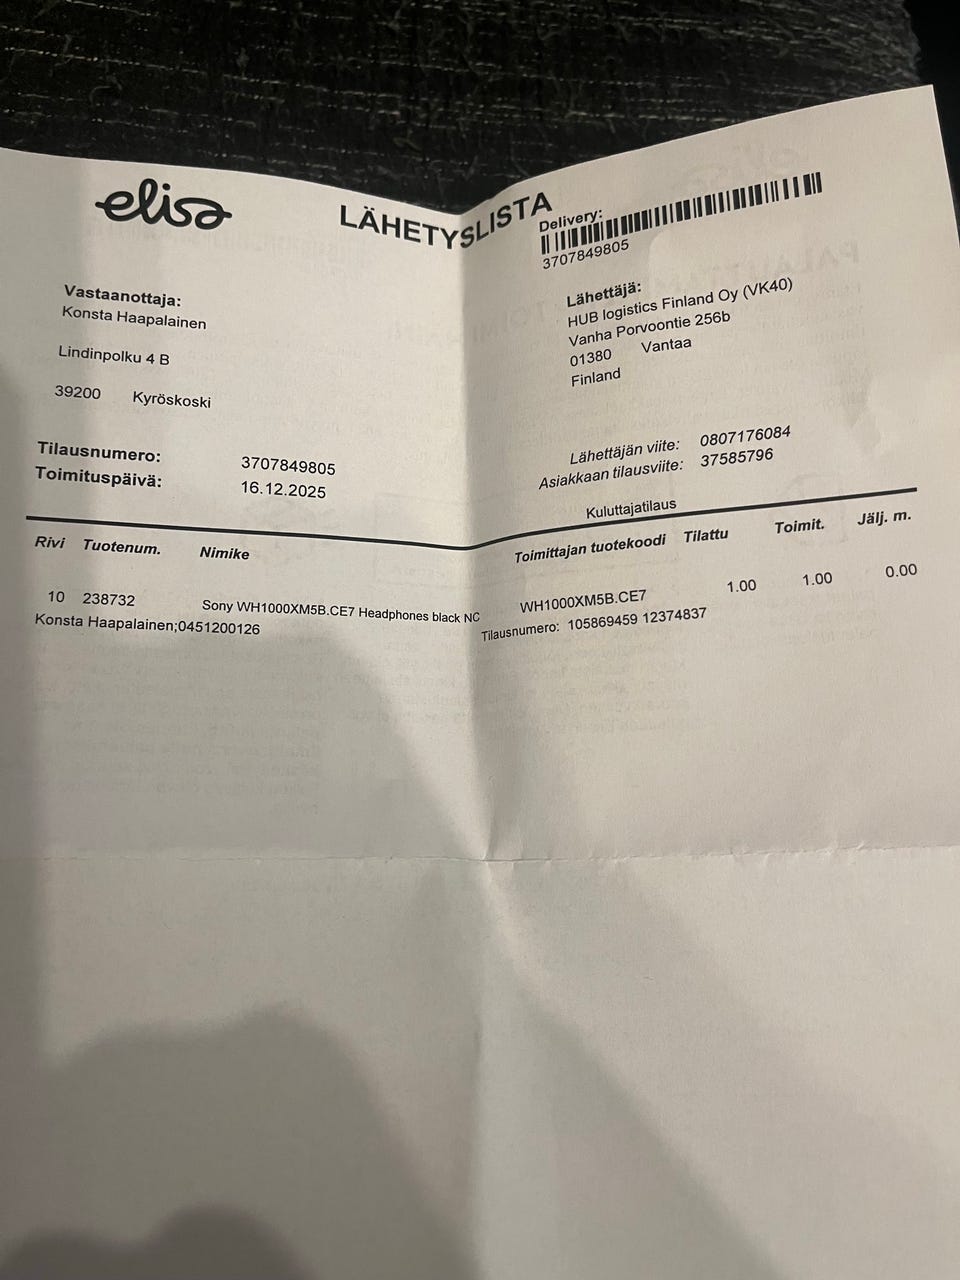 elisa
LÄHETYSLISTA
Delivery:
3707849805
Vastaanottaja:
Konsta Haapalainen
Lindinpolku 4 B
39200 Kyröskoski
Lähettäjä:
HUB logistics Finland Oy (VK40)
Vanha Porvoontie 256b
01380 Vantaa
Finland
Tilausnumero: 3707849805
Toimituspäivä: 16.12.2025
Lähettäjän viite: 0807176084
Asiakkaan tilausviite: 37585796
Kuluttajatilaus
Rivi Tuotenum. Nimike Toimittajan tuotekoodi Tilattu Toimit. Jälj. m.
10 238732 Sony WH1000XM5B.CE7 Headphones black NC WH1000XM5B.CE7 1.00 1.00 0.00
Konsta Haapalainen;0451200126 Tilausnumero: 105869459 12374837